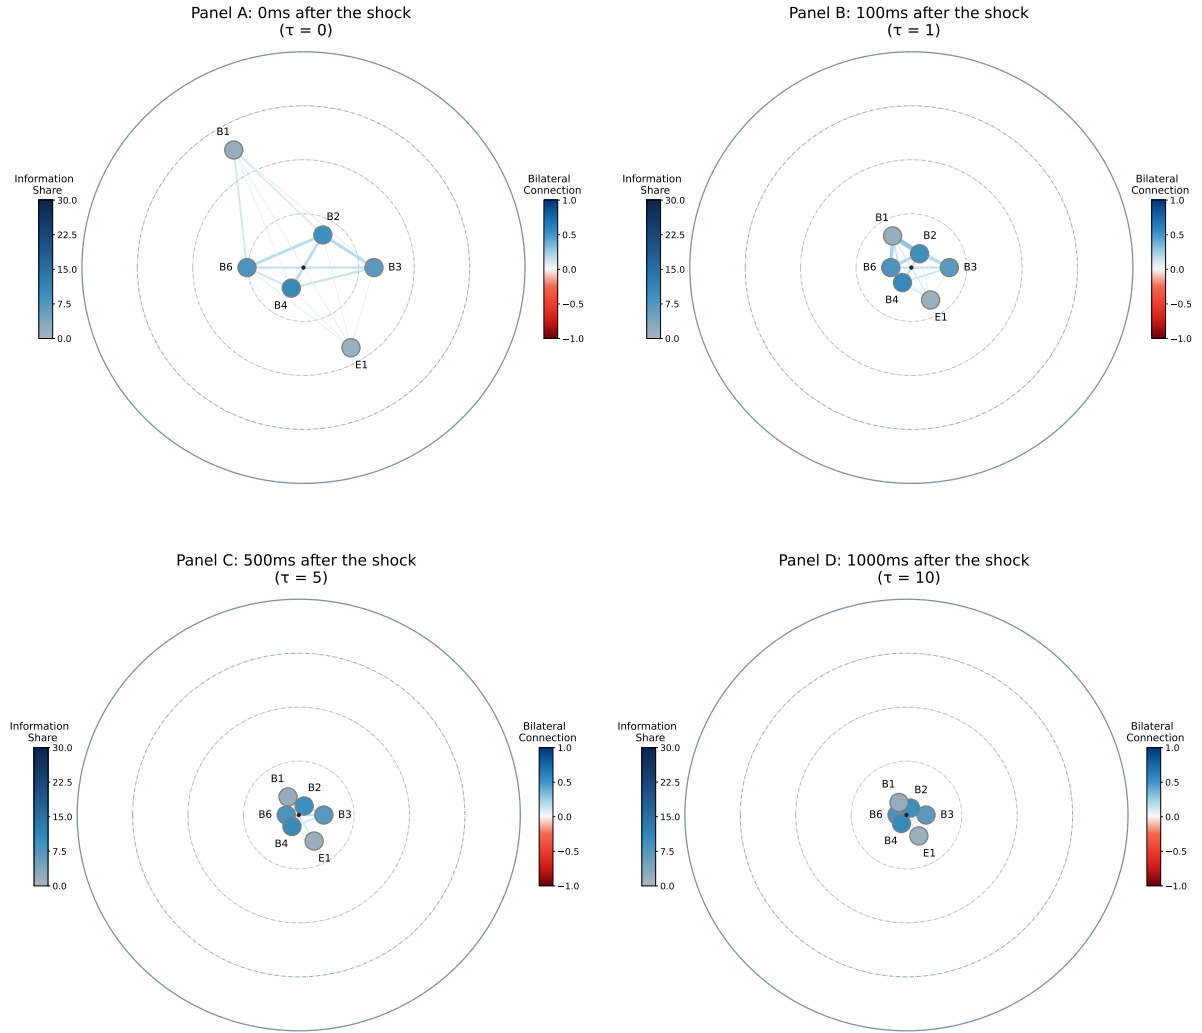 Panel A: 0ms after the shock
(τ = 0)
B1
B2
B6
B3
B4
E1
Information
Share
30.0
22.5
15.0
7.5
0.0
Bilateral
Connection
1.0
0.5
0.0
−0.5
−1.0
Panel B: 100ms after the shock
(τ = 1)
B1
B2
B6
B3
B4
E1
Information
Share
30.0
22.5
15.0
7.5
0.0
Bilateral
Connection
1.0
0.5
0.0
−0.5
−1.0
Panel C: 500ms after the shock
(τ = 5)
B1
B2
B6
B3
B4
E1
Information
Share
30.0
22.5
15.0
7.5
0.0
Bilateral
Connection
1.0
0.5
0.0
−0.5
−1.0
Panel D: 1000ms after the shock
(τ = 10)
B1
B2
B6
B3
B4
E1
Information
Share
30.0
22.5
15.0
7.5
0.0
Bilateral
Connection
1.0
0.5
0.0
−0.5
−1.0